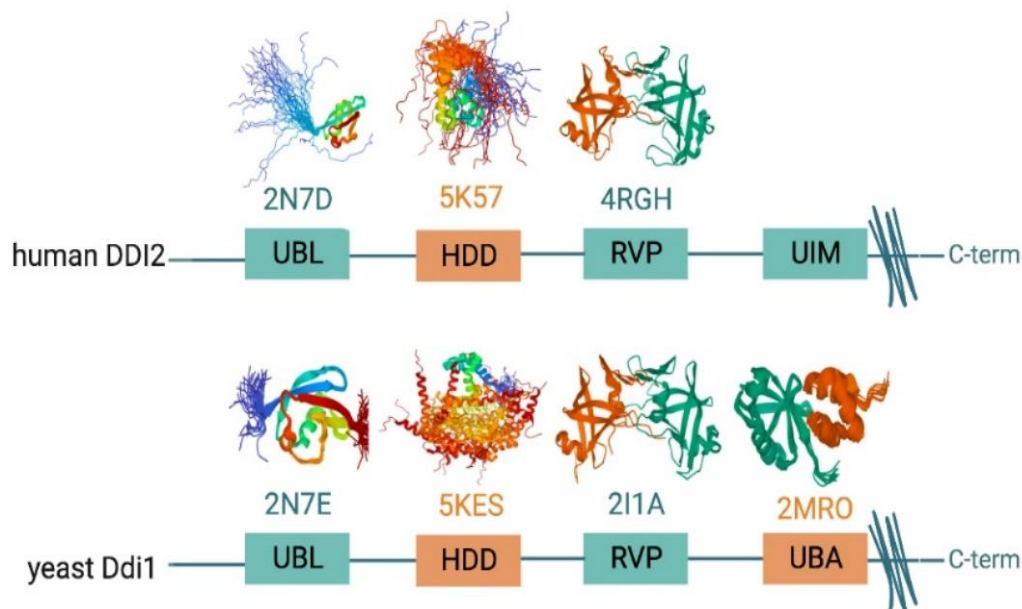 2N7D 5K57 4RGH
human DDI2 UBL HDD RVP UIM C-term
2N7E 5KES 2I1A 2MRO
yeast Ddi1 UBL HDD RVP UBA C-term